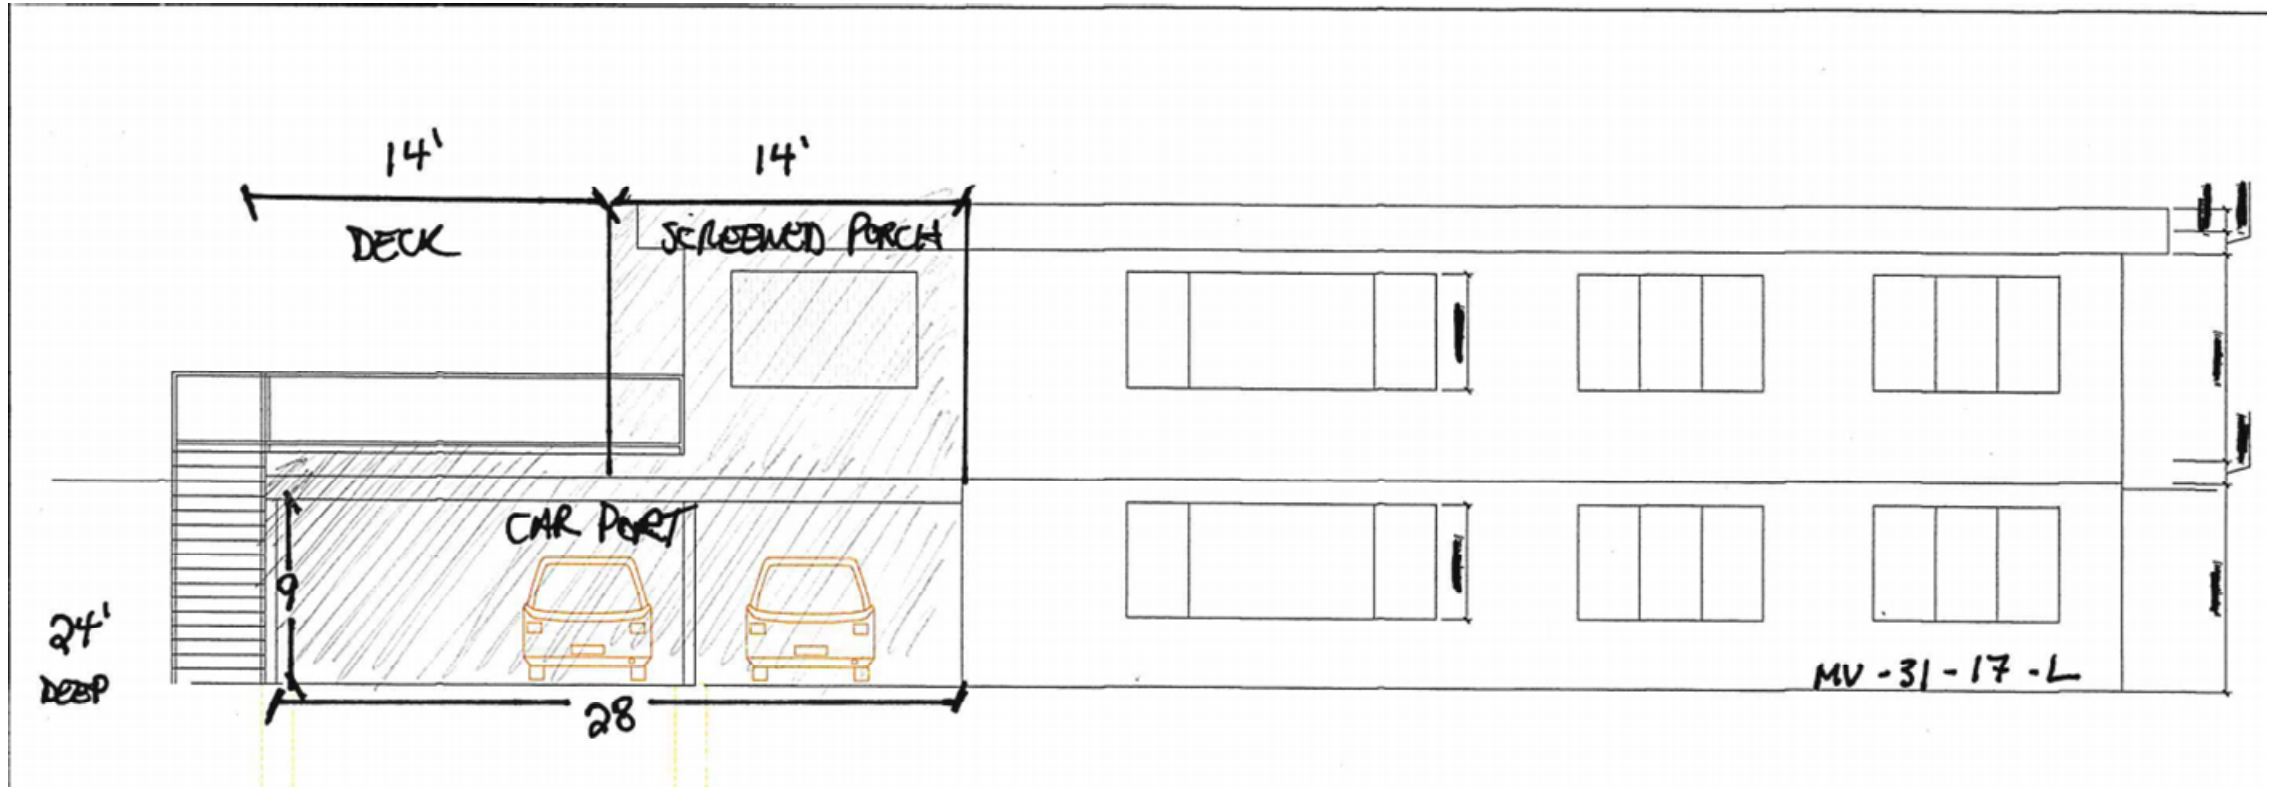 14'
14'
DECK
SCREENED PORCH
CAR PORT
9
24'
DEEP
28
MV-31-17-L